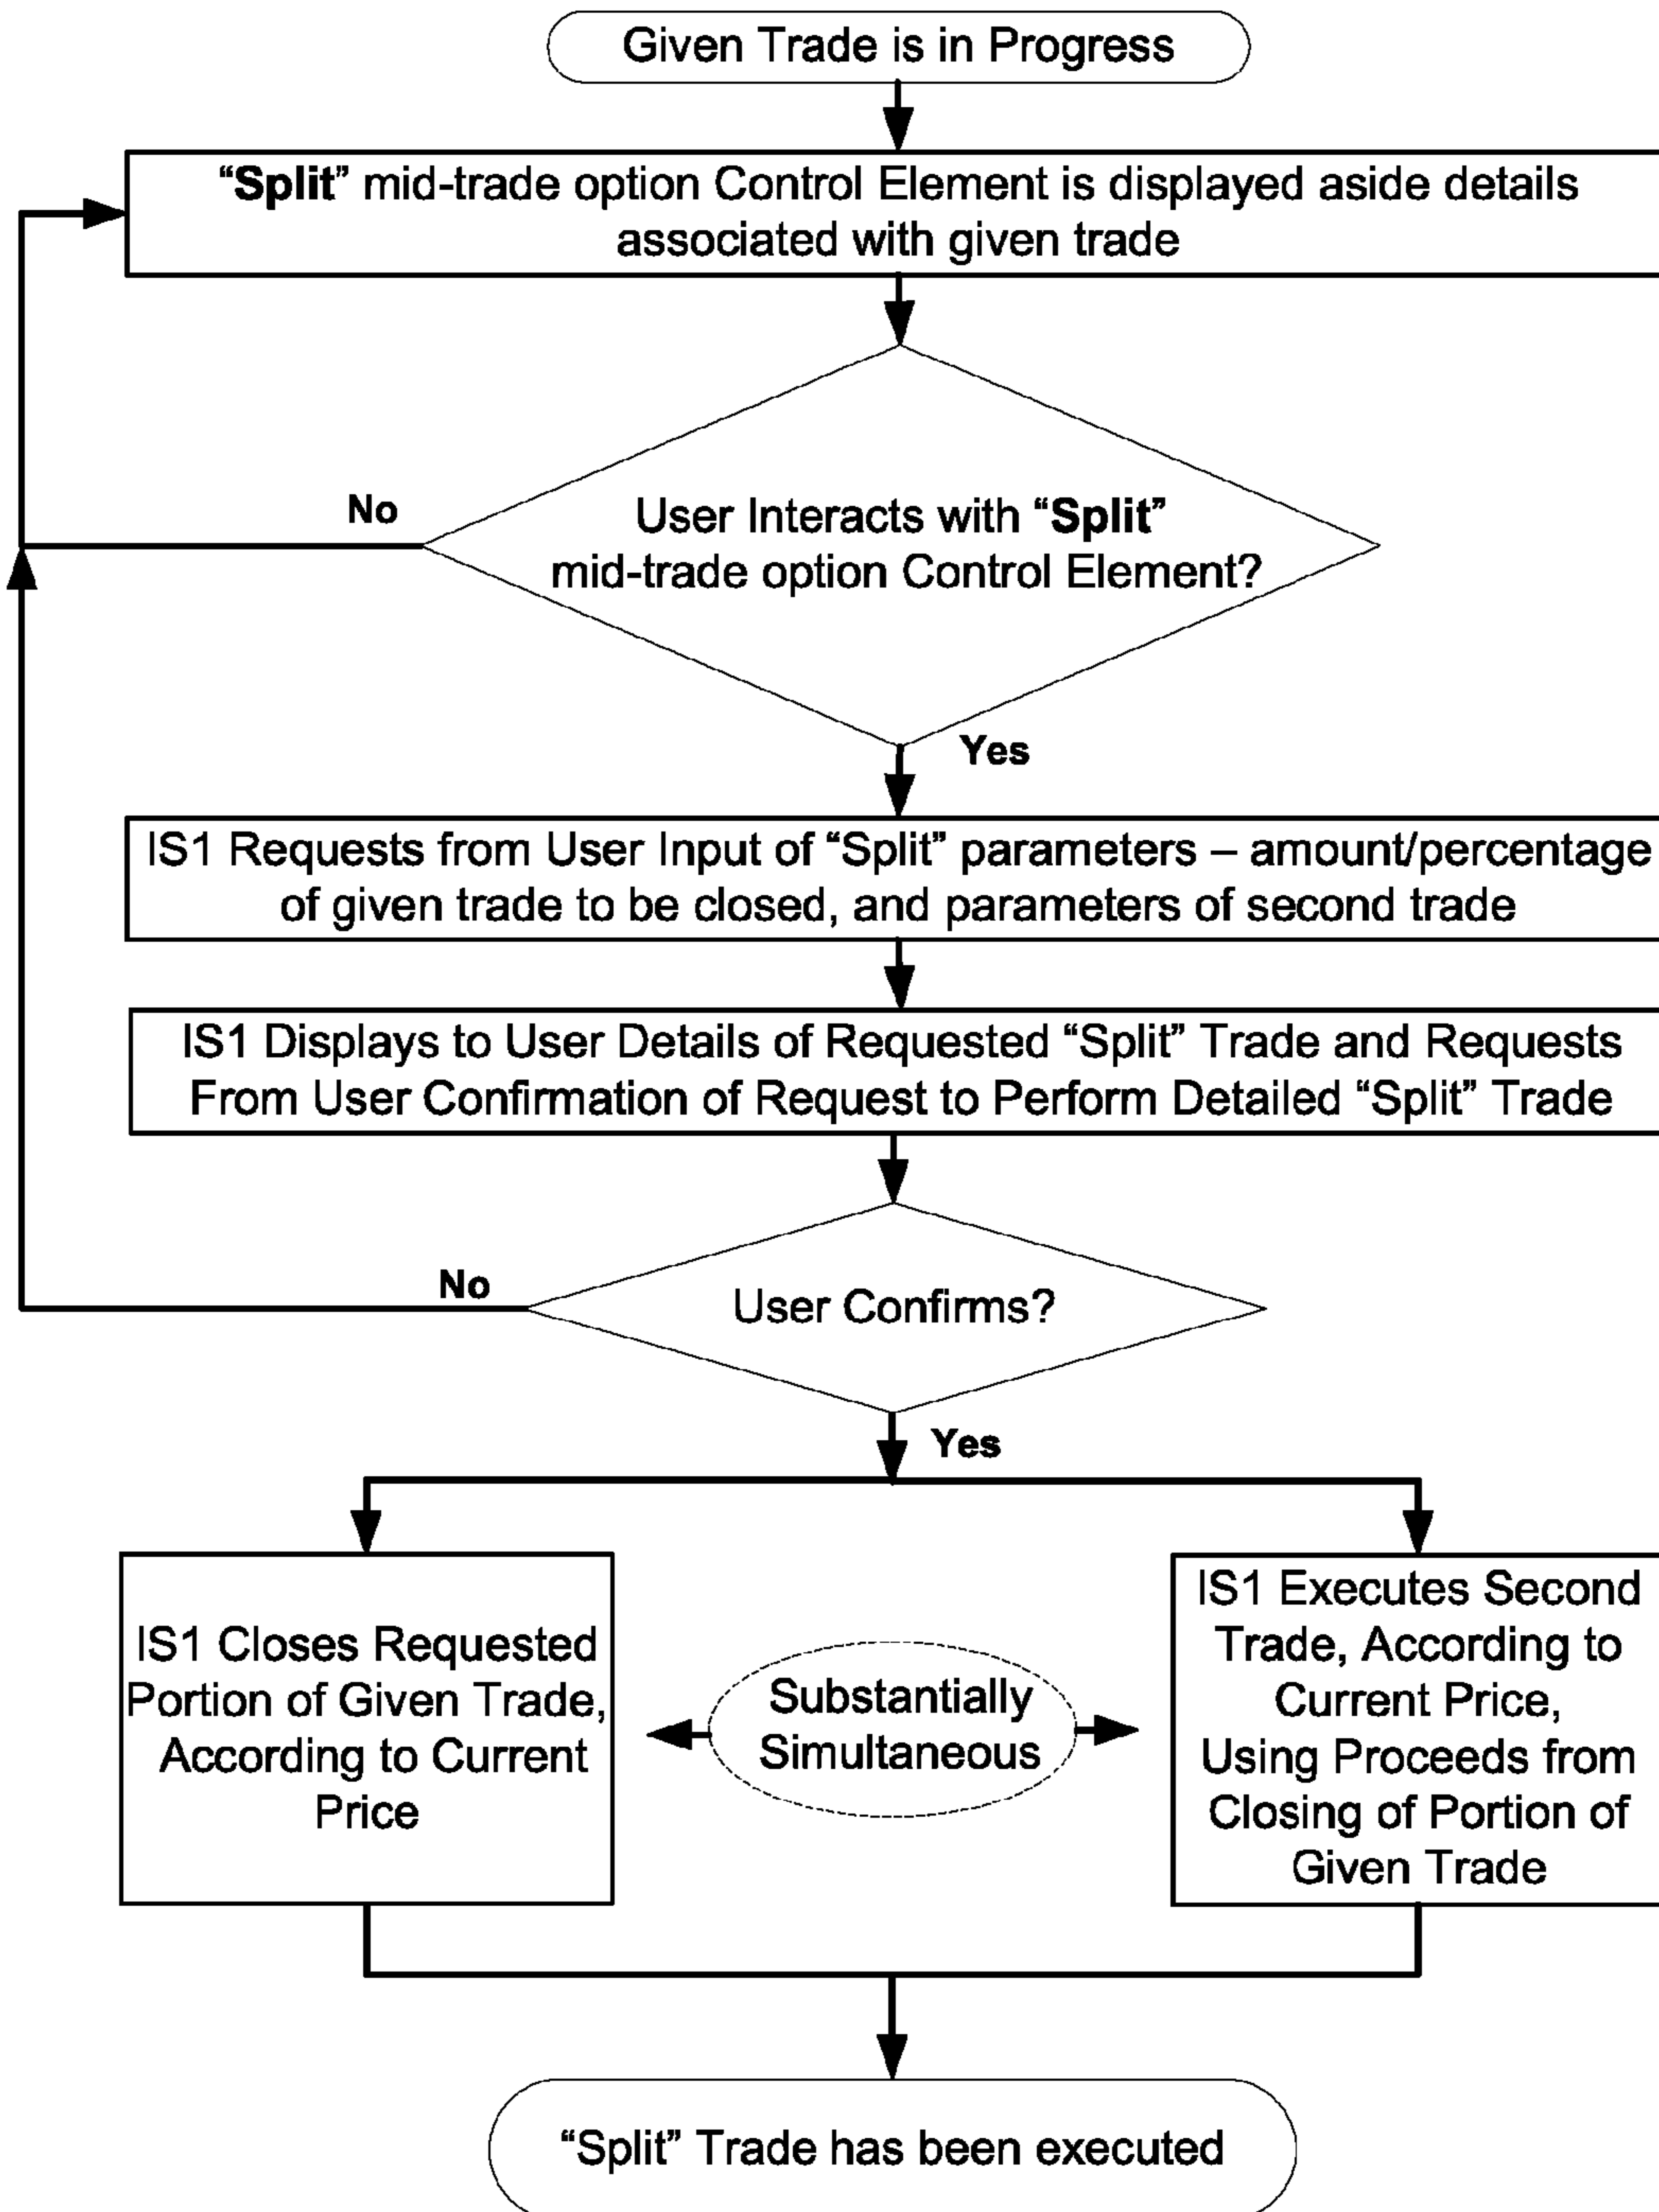 Given Trade is in Progress
“Split” mid-trade option Control Element is displayed aside details
associated with given trade
No
User Interacts with “Split”
mid-trade option Control Element?
Yes
IS1 Requests from User Input of “Split” parameters – amount/percentage
of given trade to be closed, and parameters of second trade
IS1 Displays to User Details of Requested “Split” Trade and Requests
From User Confirmation of Request to Perform Detailed “Split” Trade
No
User Confirms?
Yes
IS1 Closes Requested
Portion of Given Trade,
According to Current
Price
Substantially
Simultaneous
IS1 Executes Second
Trade, According to
Current Price,
Using Proceeds from
Closing of Portion of
Given Trade
“Split” Trade has been executed